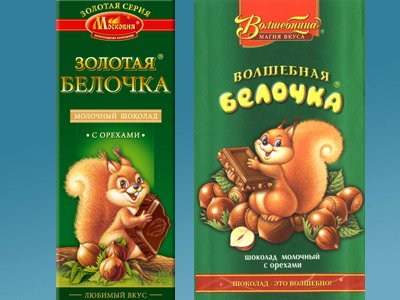 ЗОЛОТАЯ СЕРИЯ
Московия
ЗОЛОТАЯ®
БЕЛОЧКА
МОЛОЧНЫЙ ШОКОЛАД
• С ОРЕХАМИ •
ЛЮБИМЫЙ ВКУС
Волшебница®
МАГИЯ ВКУСА
ВОЛШЕБНАЯ
белочка®
шоколад молочный
с орехами
ШОКОЛАД - ЭТО ВОЛШЕБНО!